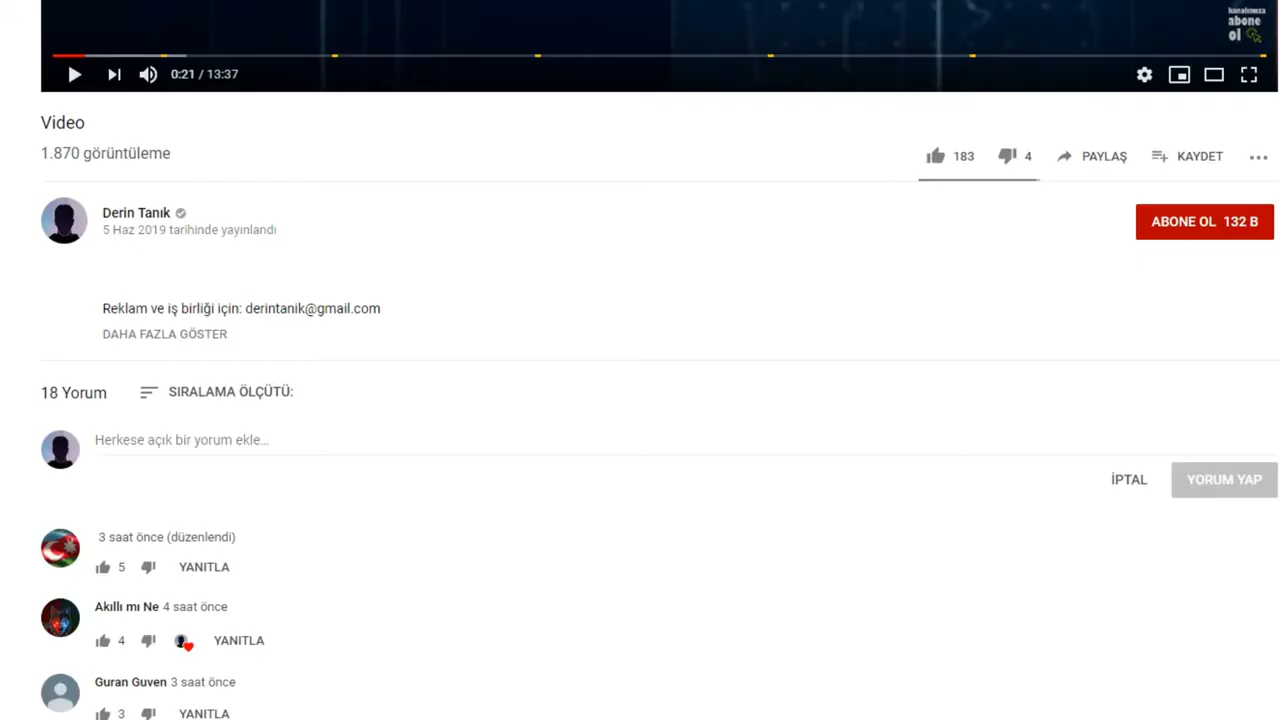 kanalımıza
abone
ol
0:21 / 13:37
Video
1.870 görüntüleme
183 4 PAYLAŞ KAYDET
Derin Tanık
5 Haz 2019 tarihinde yayınlandı
ABONE OL 132 B
Reklam ve iş birliği için: derintanik@gmail.com
DAHA FAZLA GÖSTER
18 Yorum SIRALAMA ÖLÇÜTÜ:
Herkese açık bir yorum ekle...
İPTAL YORUM YAP
3 saat önce (düzenlendi)
5 YANITLA
Akıllı mı Ne 4 saat önce
4 YANITLA
Guran Guven 3 saat önce
3 YANITLA